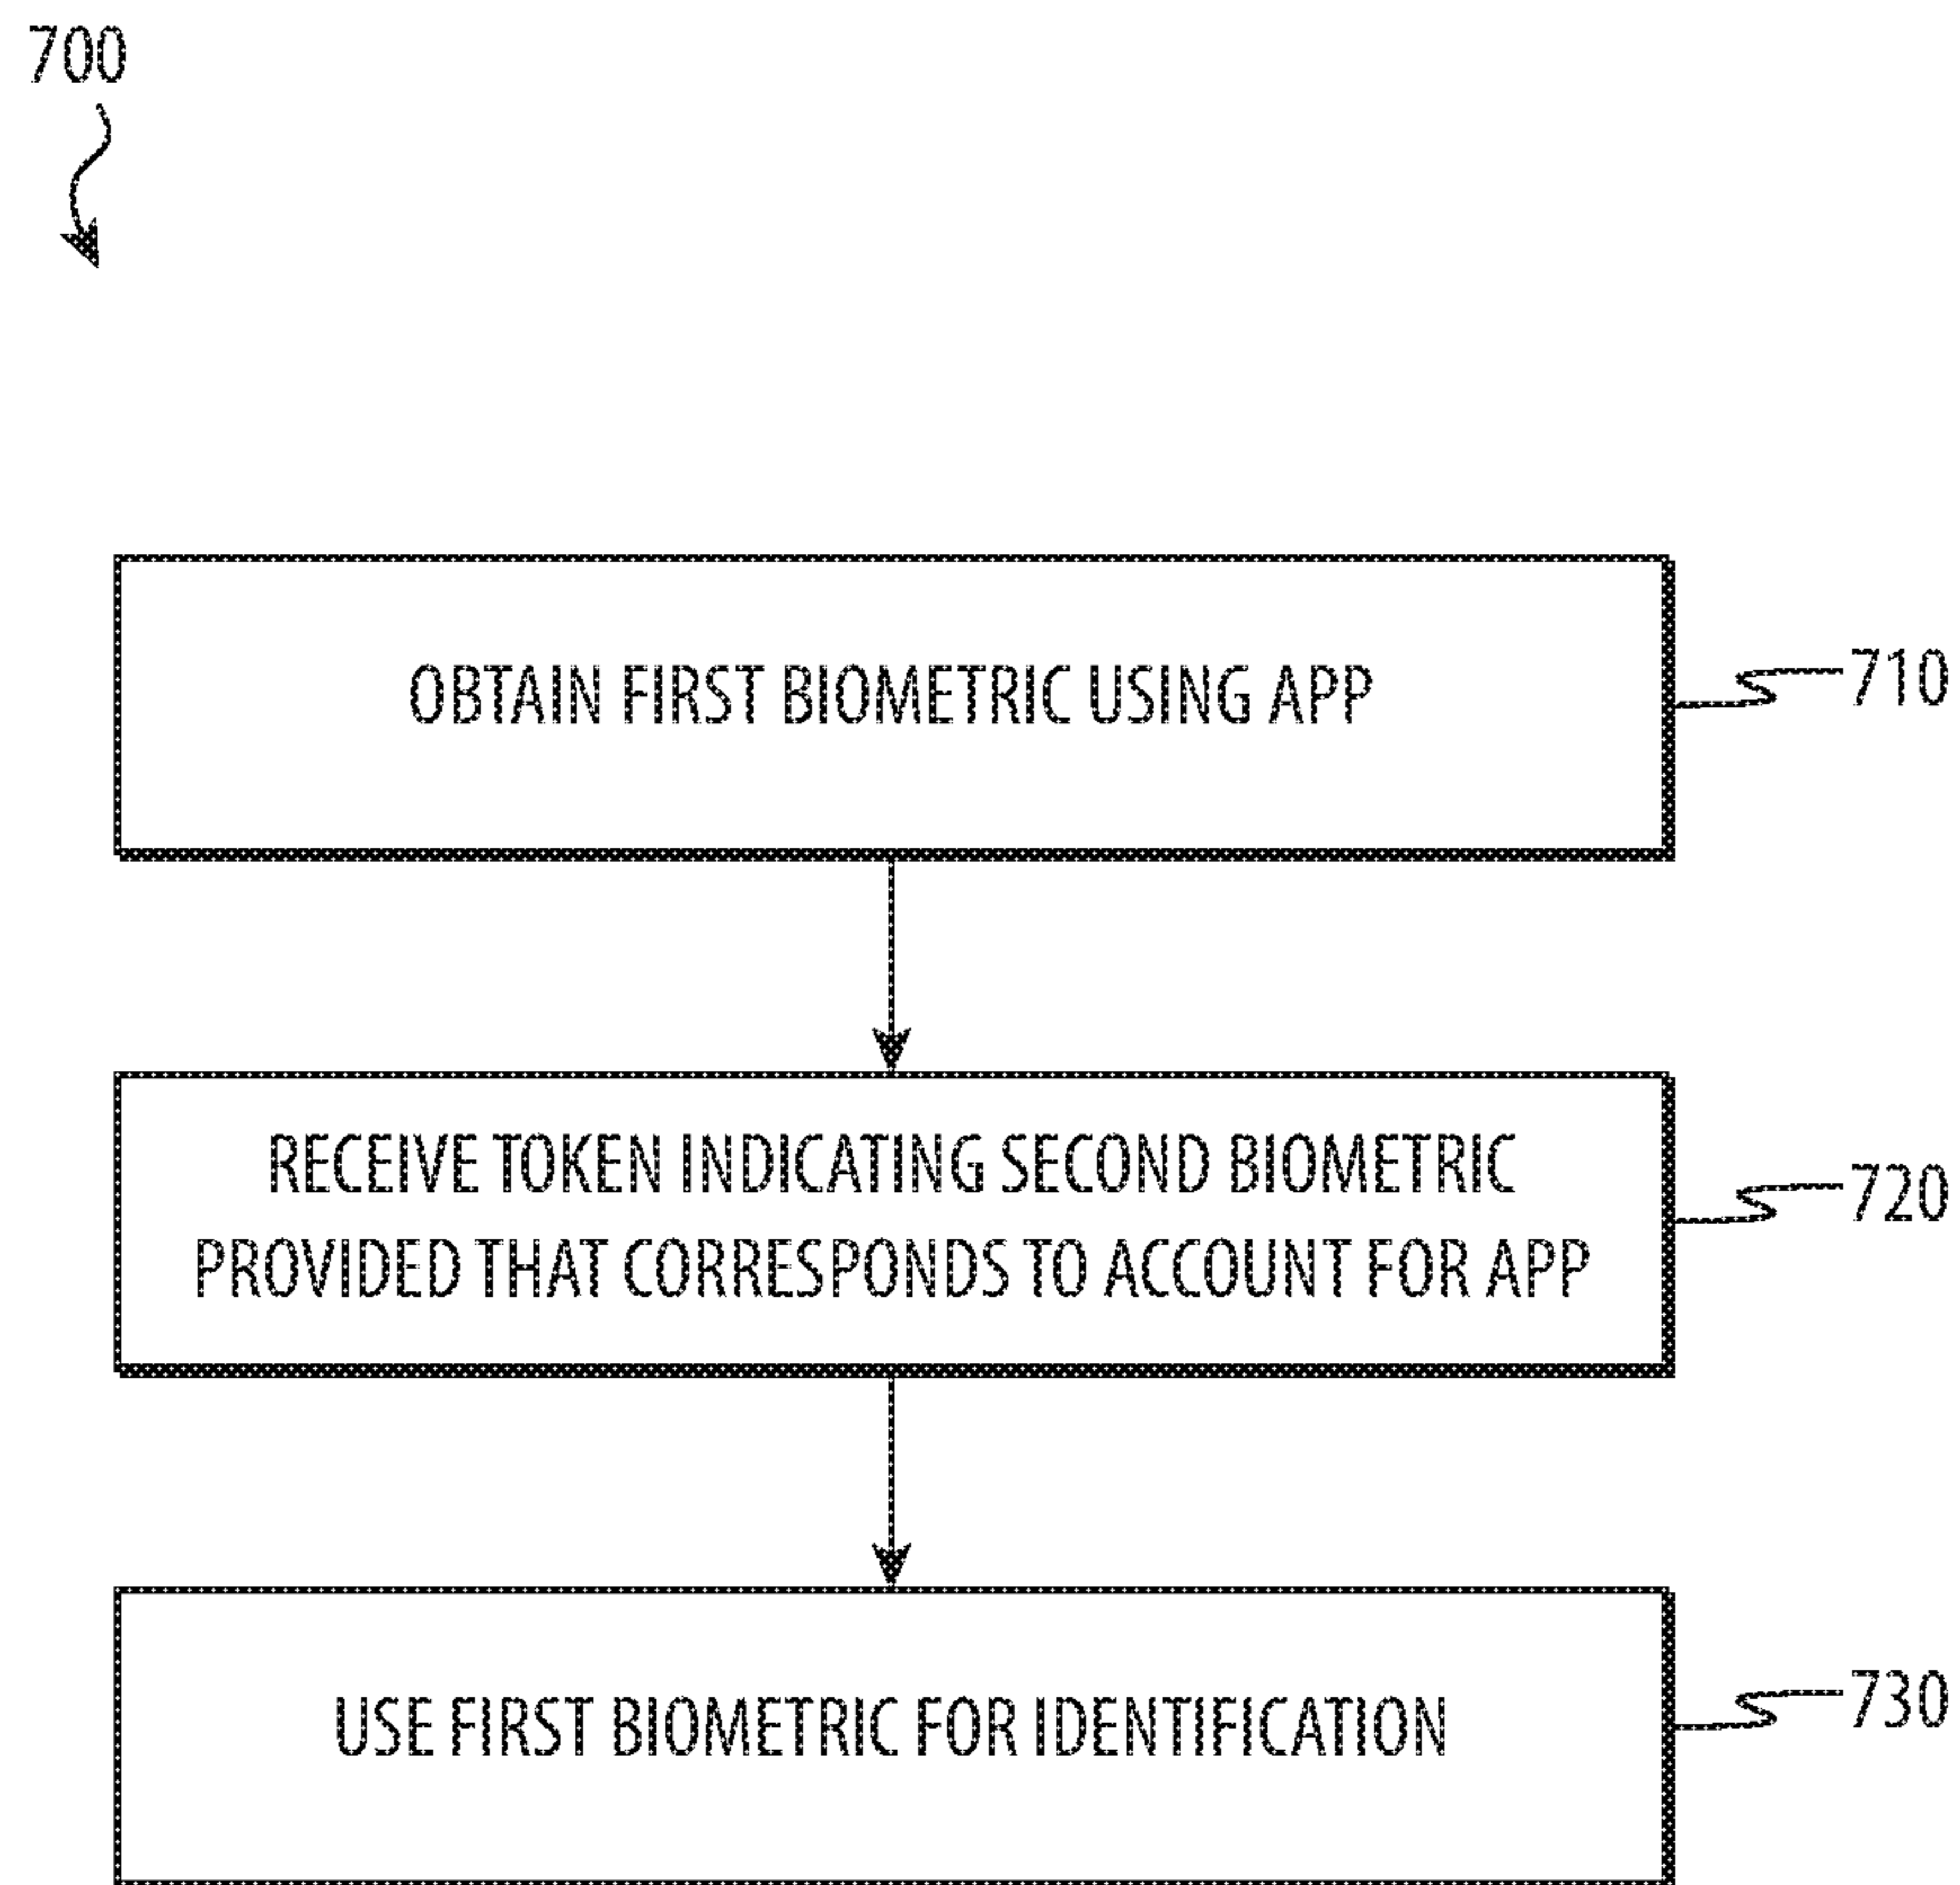 700
OBTAIN FIRST BIOMETRIC USING APP
710
RECEIVE TOKEN INDICATING SECOND BIOMETRIC
PROVIDED THAT CORRESPONDS TO ACCOUNT FOR APP
720
USE FIRST BIOMETRIC FOR IDENTIFICATION
730